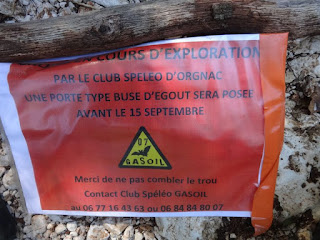 COURS D'EXPLORATION
PAR LE CLUB SPELEO D'ORGNAC
UNE PORTE TYPE BUSE D'EGOUT SERA POSEE
AVANT LE 15 SEPTEMBRE
07
GASOIL
Merci de ne pas combler le trou
Contact Club Spéléo GASOIL
au 06 77 16 43 63 ou 06 84 84 80 07